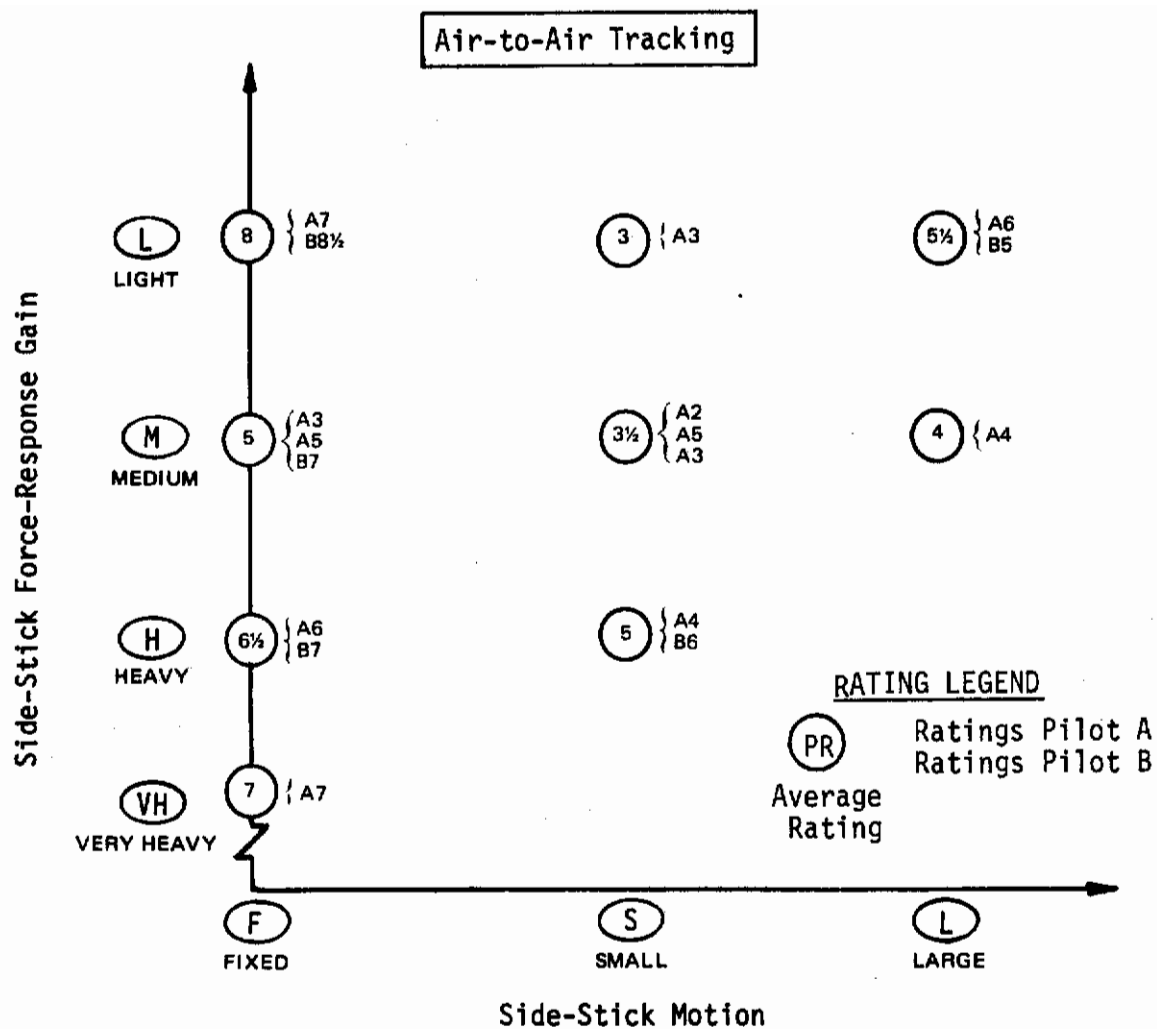 Air-to-Air Tracking
Side-Stick Force-Response Gain
L
LIGHT
8
A7
B8½
3
A3
5½
A6
B5
M
MEDIUM
5
A3
A5
B7
3½
A2
A5
A3
4
A4
H
HEAVY
6½
A6
B7
5
A4
B6
VH
VERY HEAVY
7
A7
RATING LEGEND
PR
Average
Rating
Ratings Pilot A
Ratings Pilot B
F
FIXED
S
SMALL
L
LARGE
Side-Stick Motion